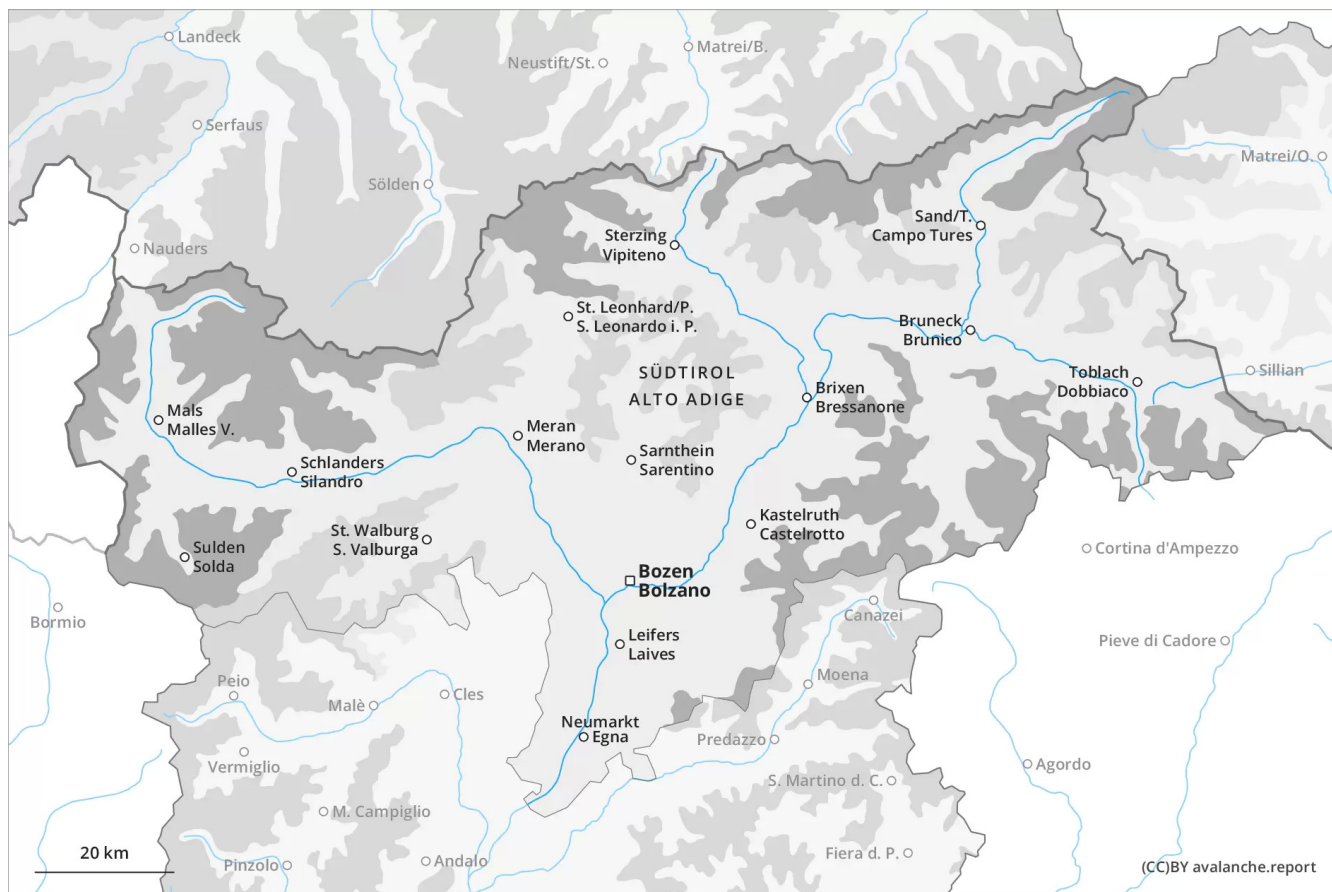 Landeck
Matrei/B.
Neustift/St.
Serfaus
Matrei/O.
Sölden
Sand/T.
Campo Tures
Sterzing
Vipiteno
Nauders
St. Leonhard/P.
S. Leonardo i. P.
Bruneck
Brunico
SÜDTIROL
ALTO ADIGE
Toblach
Dobbiaco
Sillian
Brixen
Bressanone
Mals
Malles V.
Meran
Merano
Sarnthein
Sarentino
Schlanders
Silandro
Kastelruth
Castelrotto
St. Walburg
S. Valburga
Sulden
Solda
Cortina d'Ampezzo
Bozen
Bolzano
Bormio
Canazei
Leifers
Laives
Pieve di Cadore
Peio
Moena
Malè
Cles
Neumarkt
Egna
Predazzo
Vermiglio
Agordo
S. Martino d. C.
M. Campiglio
20 km
Pinzolo
Andalo
Fiera d. P.
(CC)BY avalanche.report